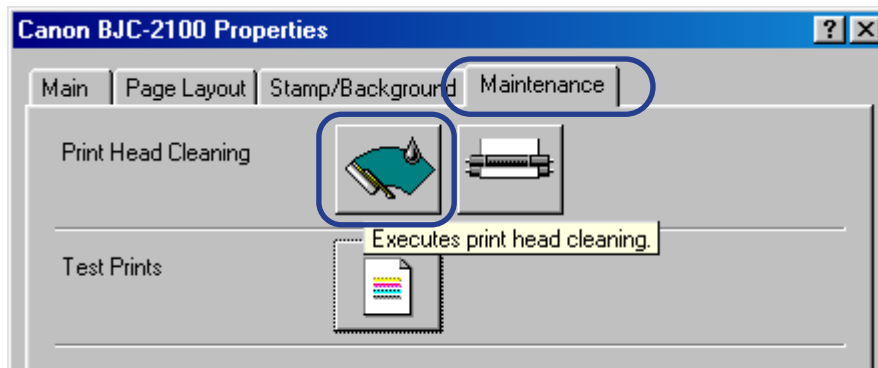 Canon BJC-2100 Properties
Main Page Layout Stamp/Background Maintenance
Print Head Cleaning
Executes print head cleaning.
Test Prints